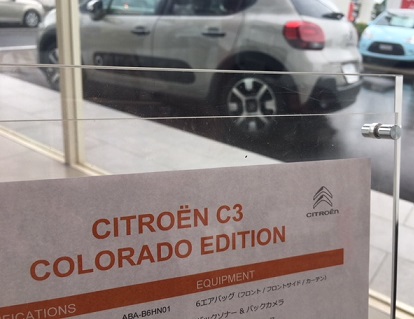 CITROËN C3
COLORADO EDITION
CITROËN
EQUIPMENT
ABA-B6HN01
6エアバッグ (フロント / フロントサイド / カーテン)
バックソナー & バックカメラ